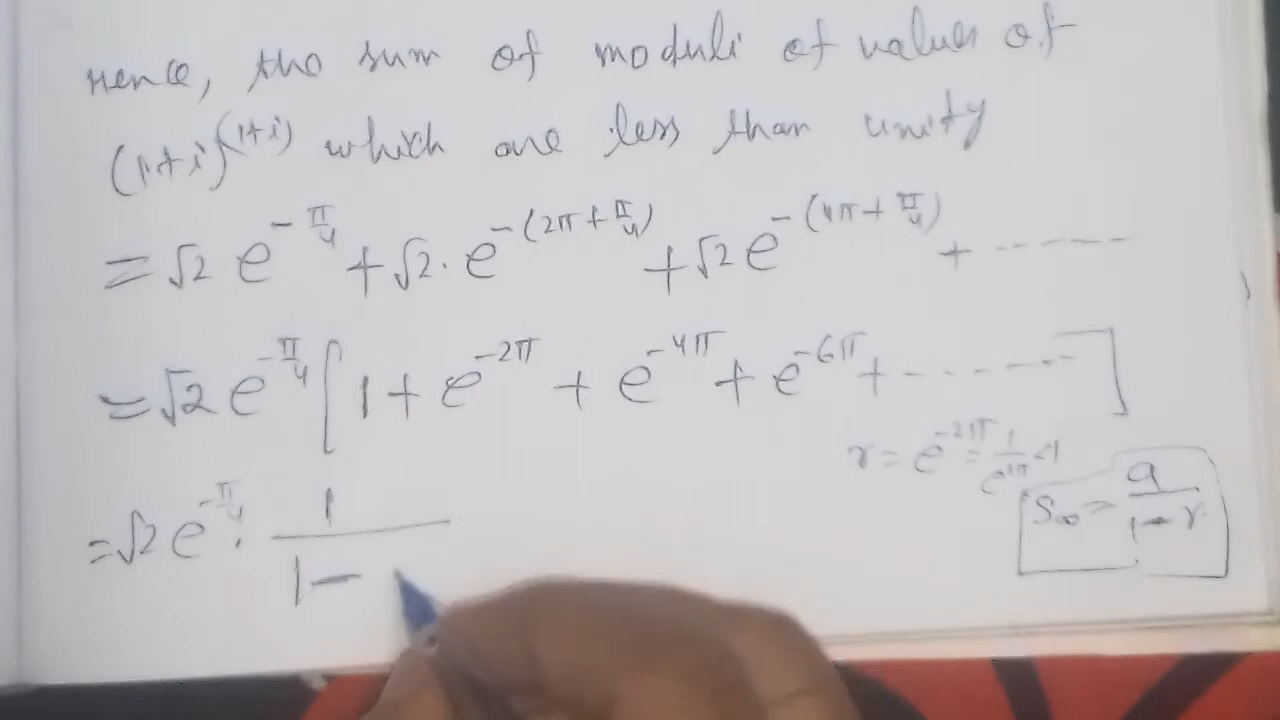 Hence, the sum of moduli of values of
(1+i)^(1+i) which are less than unity
= √2 e^{-π/4} + √2 . e^{-(2π + π/4)} + √2 e^{-(4π + π/4)} + ------
= √2 e^{-π/4} [ 1 + e^{-2π} + e^{-4π} + e^{-6π} + ------ ]
r = e^{-2π} = 1/e^{2π} < 1
S∞ = a/(1-r)
= √2 e^{-π/4} . 1/(1-